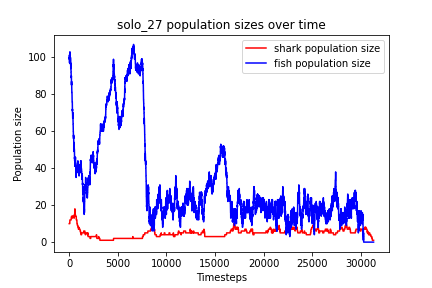 solo_27 population sizes over time
shark population size
fish population size
Population size
100
80
60
40
20
0
0
5000
10000
15000
20000
25000
30000
Timesteps